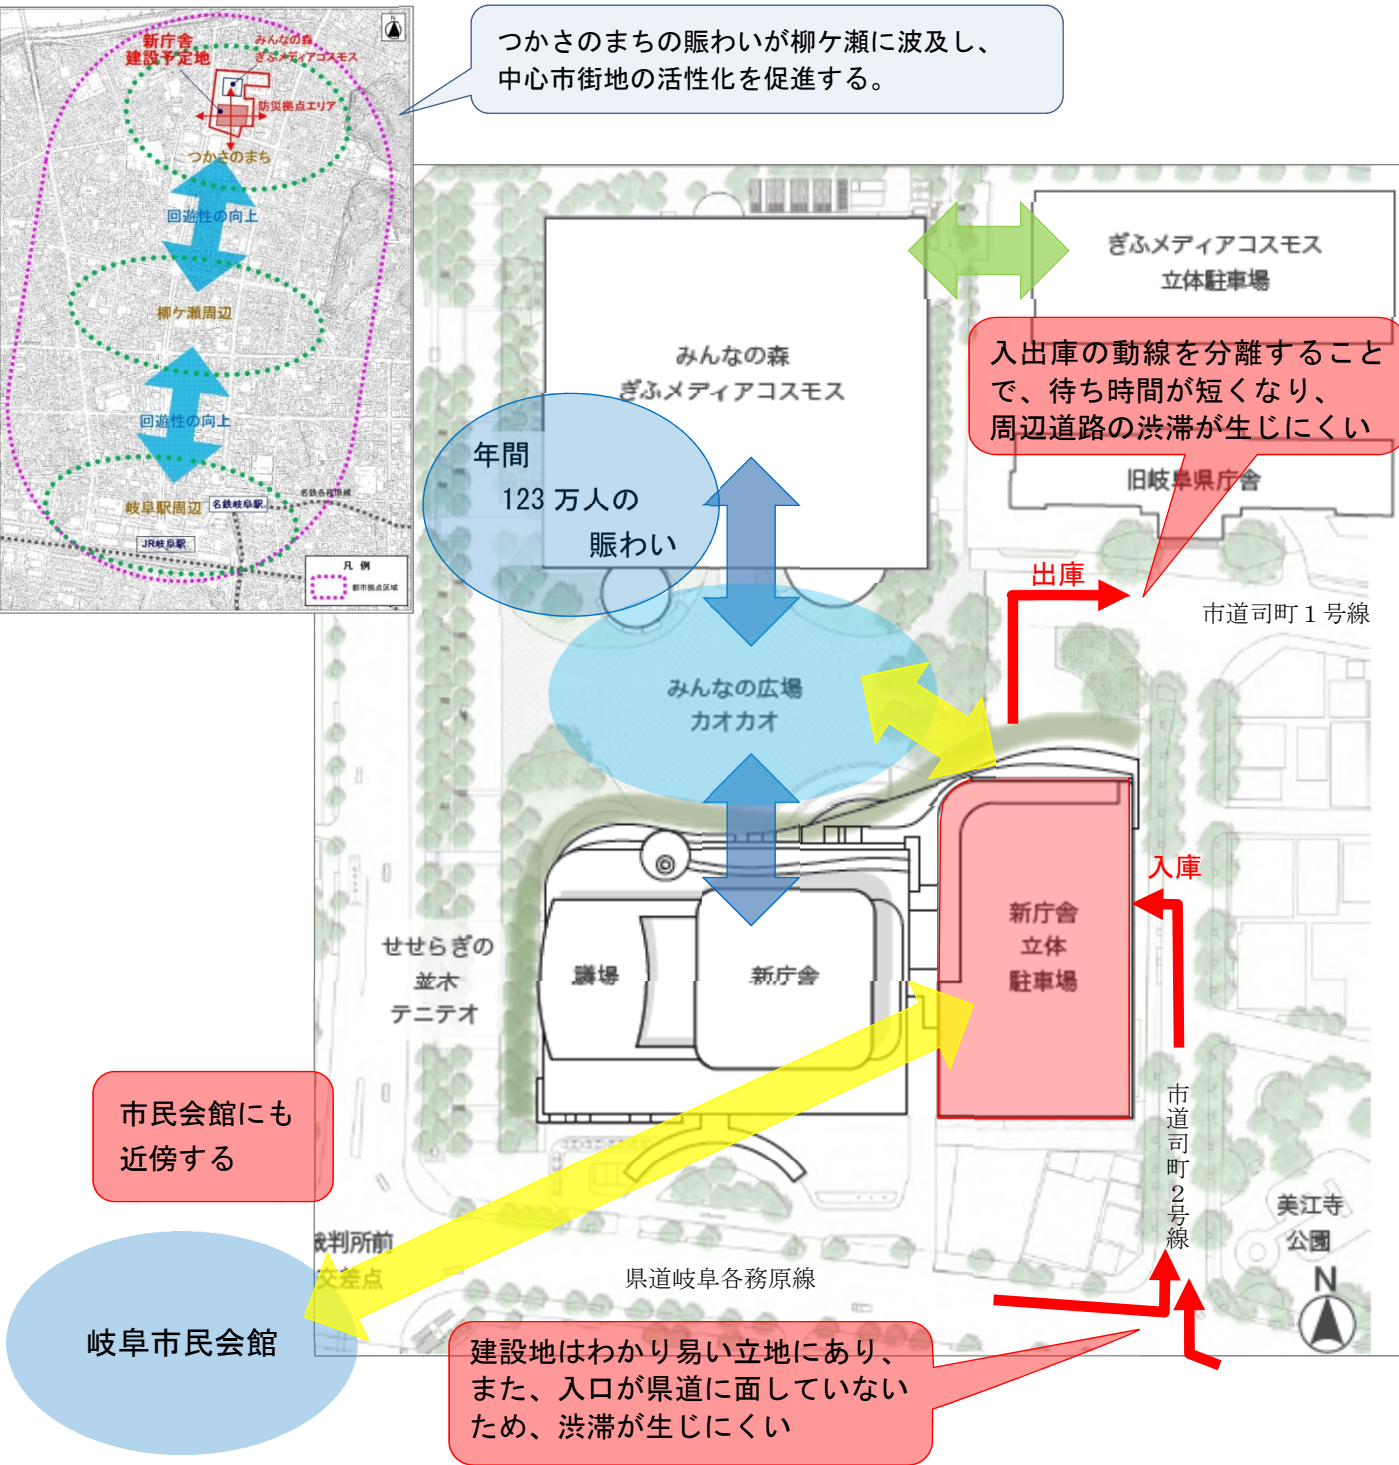 つかさのまちの賑わいが柳ケ瀬に波及し、
中心市街地の活性化を促進する。
新庁舎
建設予定地
みんなの森
ぎふメディアコスモス
防災拠点エリア
つかさのまち
回遊性の向上
柳ケ瀬周辺
回遊性の向上
岐阜駅周辺
名鉄岐阜駅
名鉄各務原線
JR岐阜駅
凡 例
都市拠点区域
N
ぎふメディアコスモス
立体駐車場
みんなの森
ぎふメディアコスモス
入出庫の動線を分離すること
で、待ち時間が短くなり、
周辺道路の渋滞が生じにくい
旧岐阜県庁舎
年間
123 万人の
賑わい
出庫
市道司町1号線
みんなの広場
カオカオ
入庫
新庁舎
立体
駐車場
せせらぎの
並木
テニテオ
議場
新庁舎
市民会館にも
近傍する
市道司町2号線
美江寺
公園
裁判所前
交差点
県道岐阜各務原線
N
岐阜市民会館
建設地はわかり易い立地にあり、
また、入口が県道に面していない
ため、渋滞が生じにくい